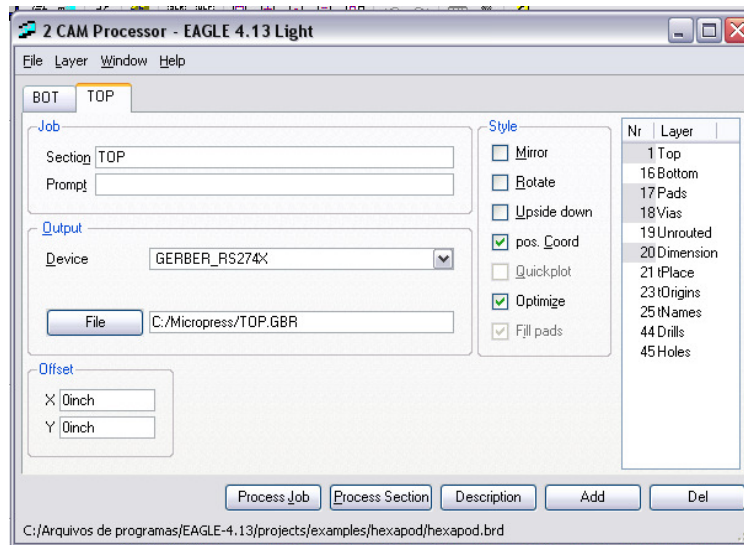 2 CAM Processor - EAGLE 4.13 Light
File Layer Window Help
BOT TOP
Job
Section TOP
Prompt
Output
Device GERBER_RS274X
File C:/Micropress/TOP.GBR
Offset
X 0inch
Y 0inch
Style
Mirror
Rotate
Upside down
pos. Coord
Quickplot
Optimize
Fill pads
Nr Layer
1 Top
16 Bottom
17 Pads
18 Vias
19 Unrouted
20 Dimension
21 tPlace
23 tOrigins
25 tNames
44 Drills
45 Holes
Process Job Process Section Description Add Del
C:/Arquivos de programas/EAGLE-4.13/projects/examples/hexapod/hexapod.brd